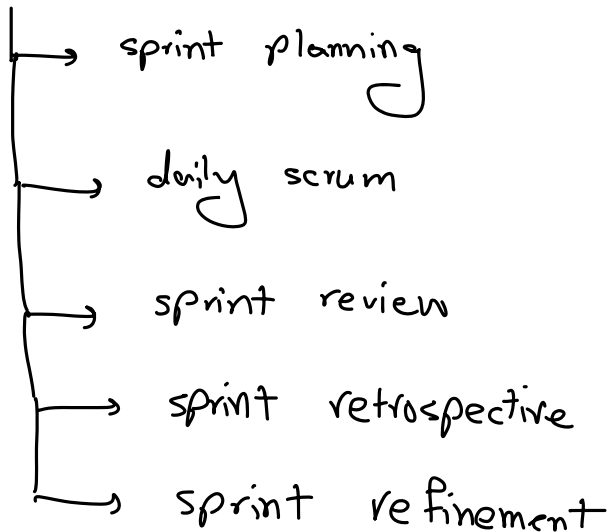 sprint planning
daily scrum
sprint review
sprint retrospective
sprint refinement